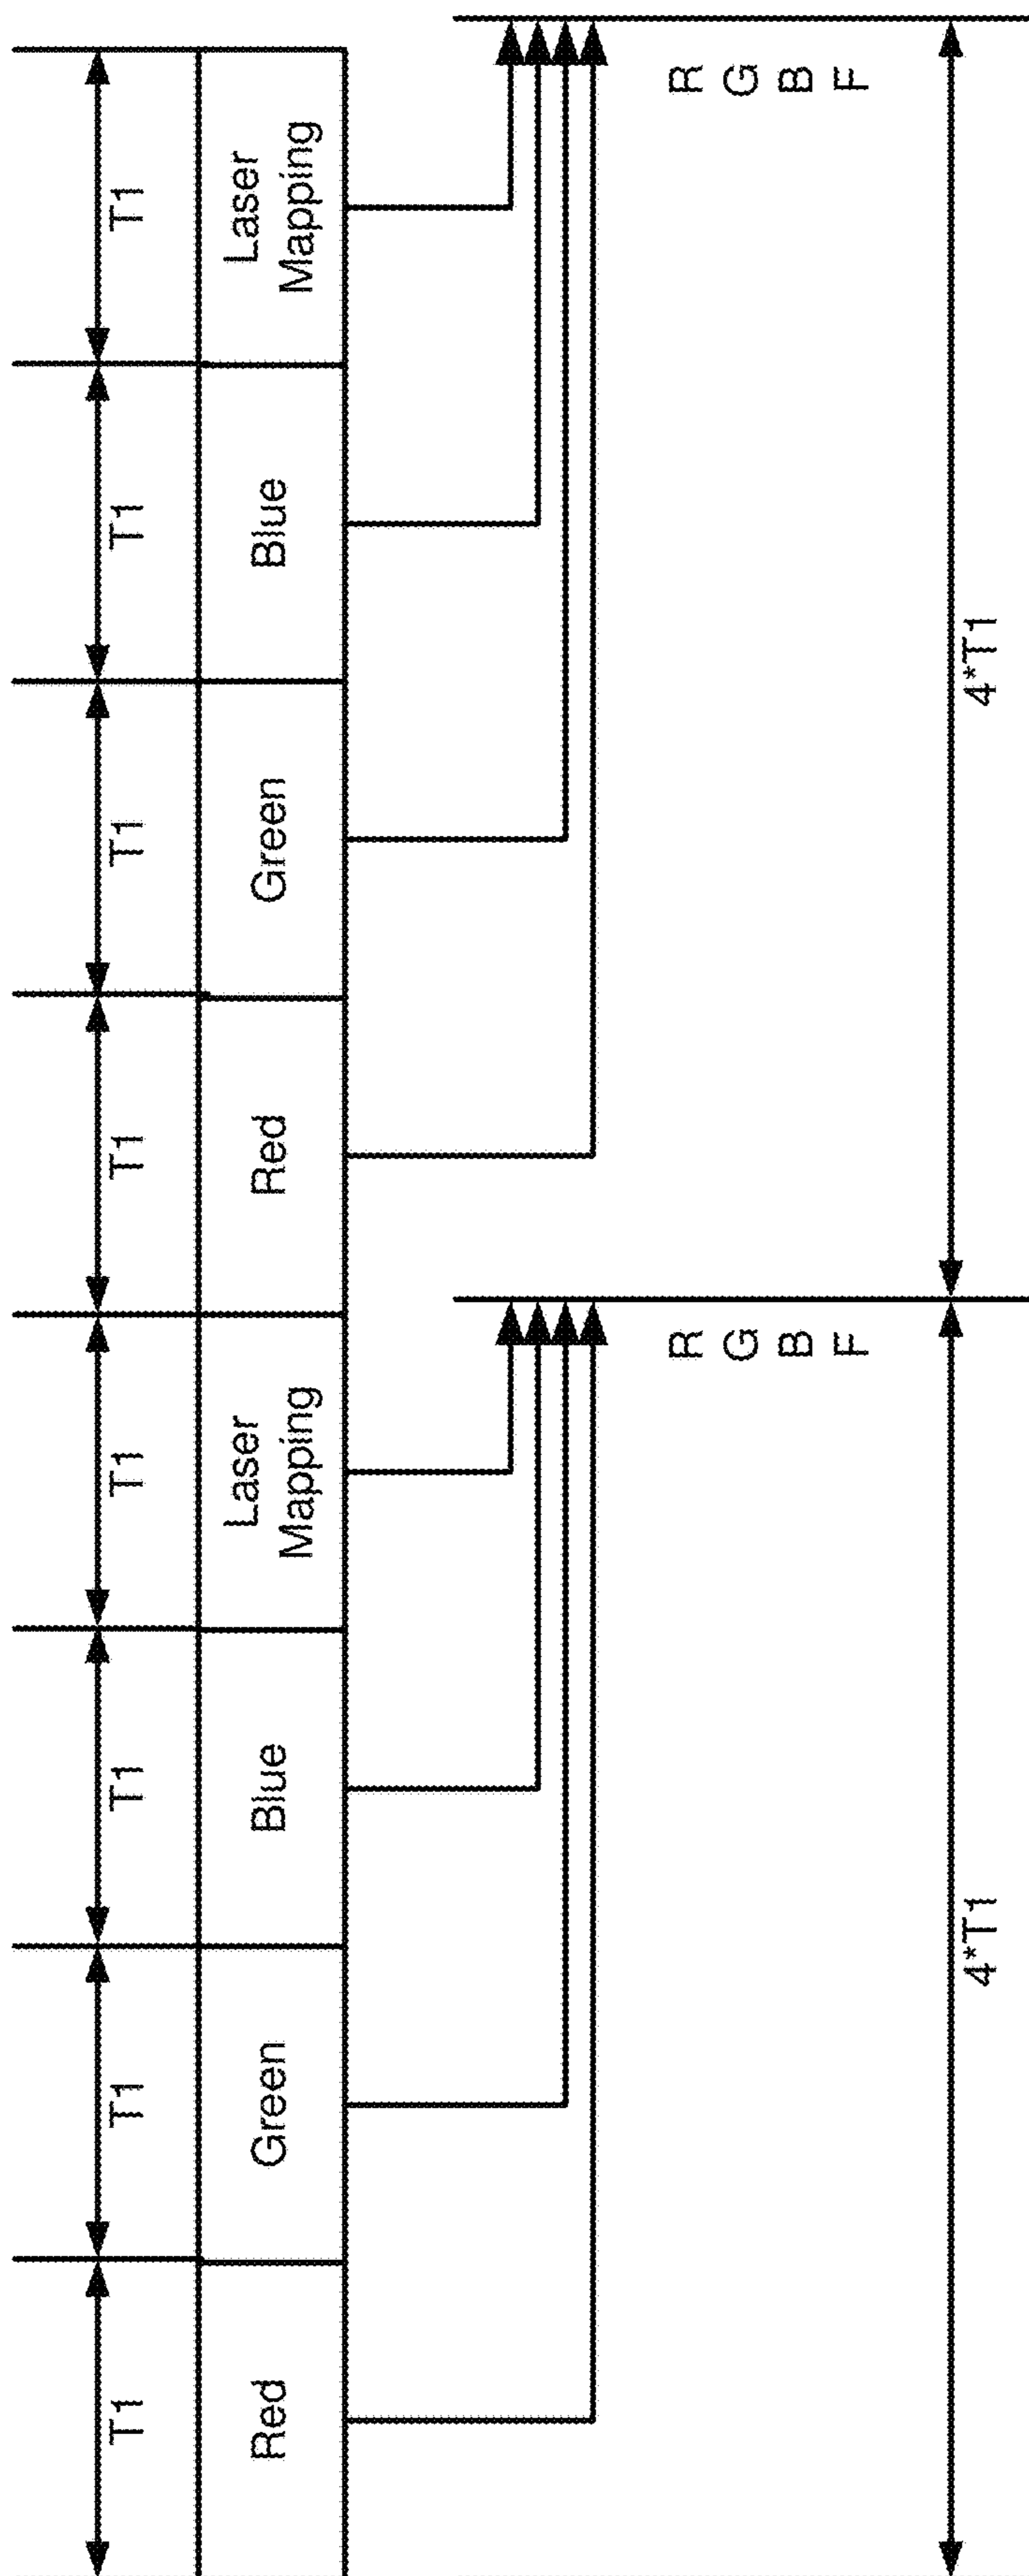 T1 T1 T1 T1 T1 T1 T1 T1
Red Green Blue Laser Mapping Red Green Blue Laser Mapping
R R
G G
B B
F F
4*T1 4*T1